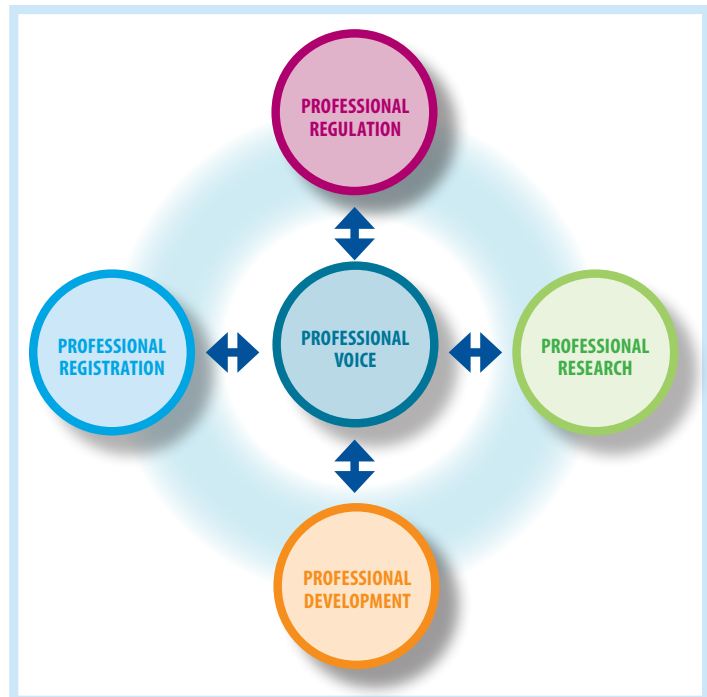 PROFESSIONAL
REGULATION
PROFESSIONAL
REGISTRATION
PROFESSIONAL
VOICE
PROFESSIONAL
RESEARCH
PROFESSIONAL
DEVELOPMENT